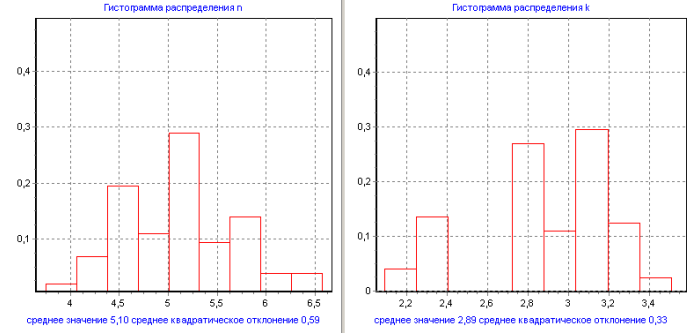 Гистограмма распределения n
0,4
0,3
0,2
0,1
4 4,5 5 5,5 6 6,5
среднее значение 5,10 среднее квадратическое отклонение 0,59
Гистограмма распределения k
0,4
0,3
0,2
0,1
0
2,2 2,4 2,6 2,8 3 3,2 3,4
среднее значение 2,89 среднее квадратическое отклонение 0,33